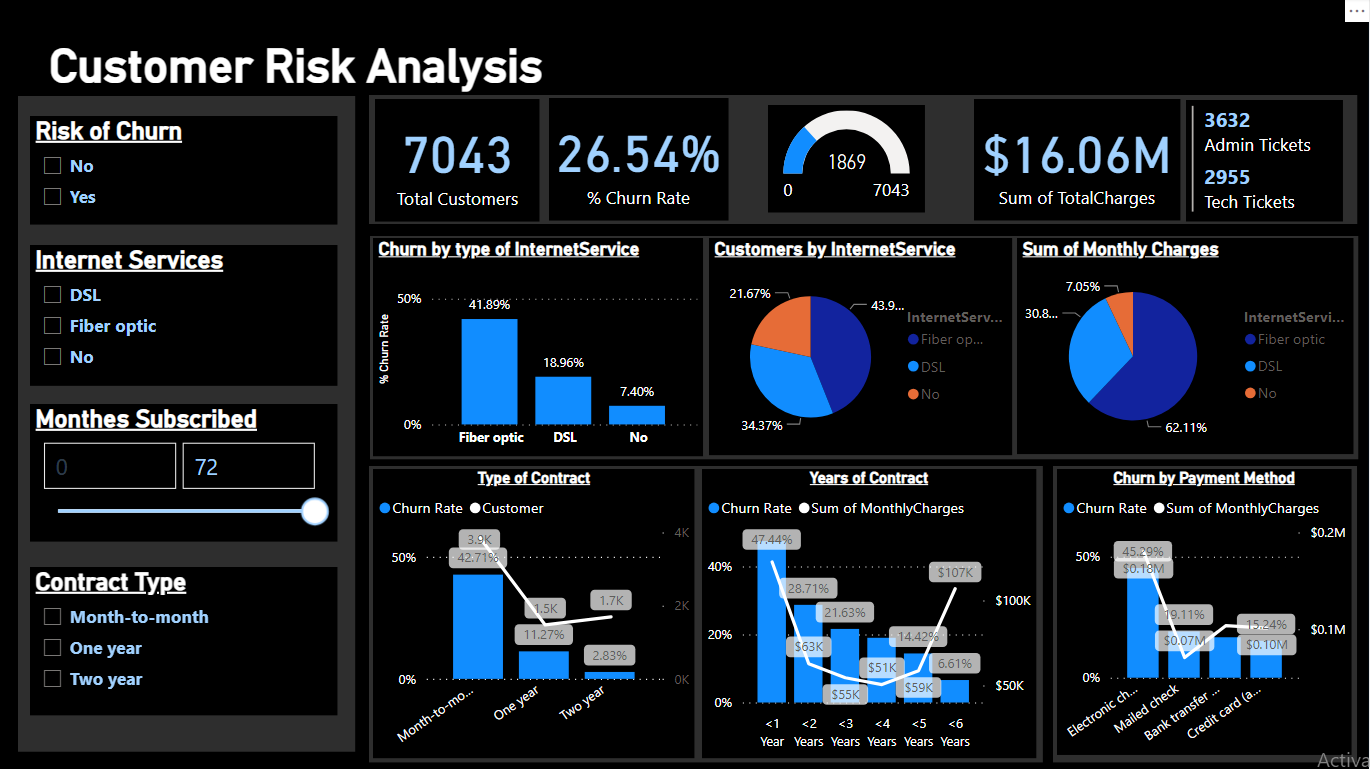 Customer Risk Analysis
Risk of Churn
No
Yes
Internet Services
DSL
Fiber optic
No
Monthes Subscribed
0
72
Contract Type
Month-to-month
One year
Two year
7043
Total Customers
26.54%
% Churn Rate
1869
0
7043
$16.06M
Sum of TotalCharges
3632
Admin Tickets
2955
Tech Tickets
Churn by type of InternetService
50%
41.89%
18.96%
7.40%
% Churn Rate
0%
Fiber optic
DSL
No
Customers by InternetService
21.67%
43.9...
34.37%
InternetServ...
Fiber op...
DSL
No
Sum of Monthly Charges
7.05%
30.8...
62.11%
InternetServi...
Fiber optic
DSL
No
Type of Contract
Churn Rate
Customer
3.9K
42.71%
1.5K
11.27%
1.7K
2.83%
50%
0%
4K
2K
0K
Month-to-mo...
One year
Two year
Years of Contract
Churn Rate
Sum of MonthlyCharges
47.44%
28.71%
21.63%
14.42%
6.61%
$63K
$55K
$51K
$59K
$107K
40%
20%
0%
$100K
$50K
<1 Year
<2 Years
<3 Years
<4 Years
<5 Years
<6 Years
Churn by Payment Method
Churn Rate
Sum of MonthlyCharges
45.29%
$0.18M
19.11%
$0.07M
15.24%
$0.10M
50%
0%
$0.2M
$0.1M
Electronic ch...
Mailed check
Bank transfer ...
Credit card (a...
Activa